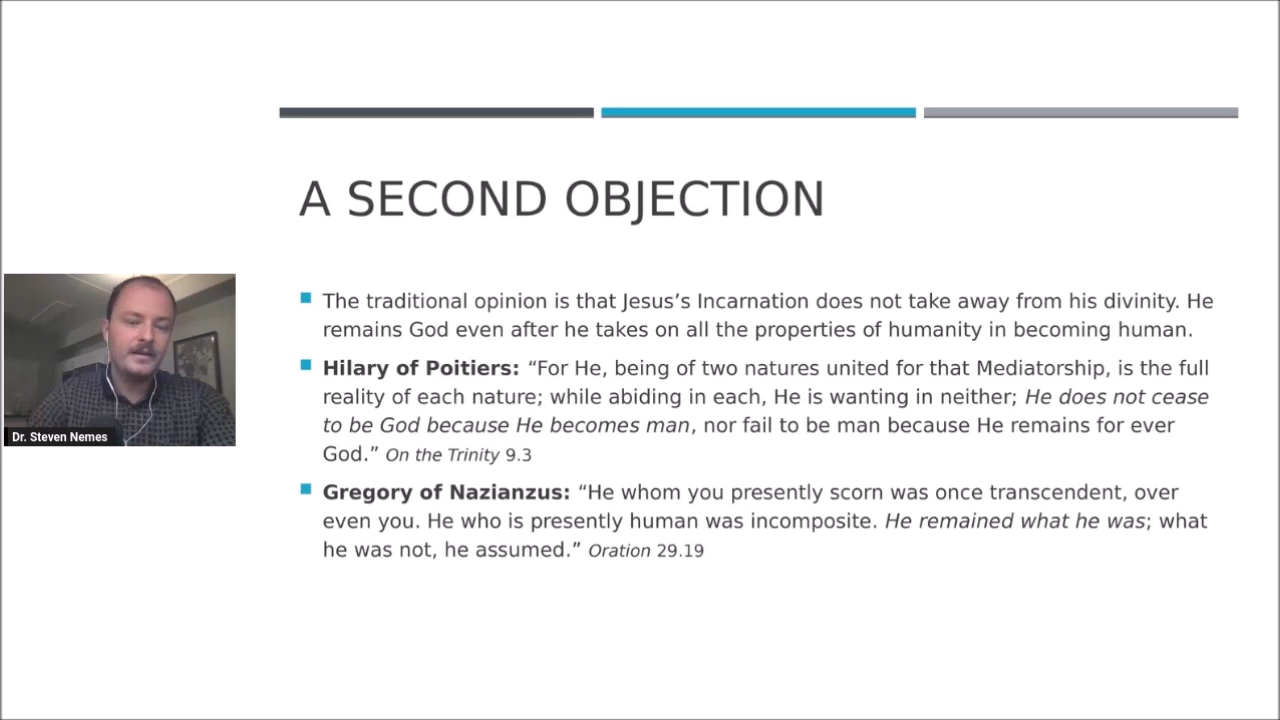 A SECOND OBJECTION
The traditional opinion is that Jesus’s Incarnation does not take away from his divinity. He
remains God even after he takes on all the properties of humanity in becoming human.
Hilary of Poitiers: “For He, being of two natures united for that Mediatorship, is the full
reality of each nature; while abiding in each, He is wanting in neither; He does not cease
to be God because He becomes man, nor fail to be man because He remains for ever
God.” On the Trinity 9.3
Gregory of Nazianzus: “He whom you presently scorn was once transcendent, over
even you. He who is presently human was incomposite. He remained what he was; what
he was not, he assumed.” Oration 29.19
Dr. Steven Nemes